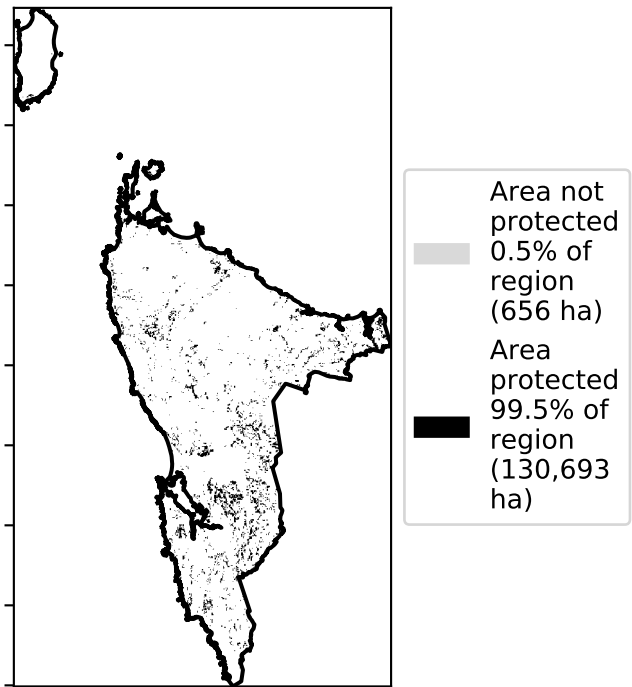 Area not
protected
0.5% of
region
(656 ha)
Area
protected
99.5% of
region
(130,693
ha)